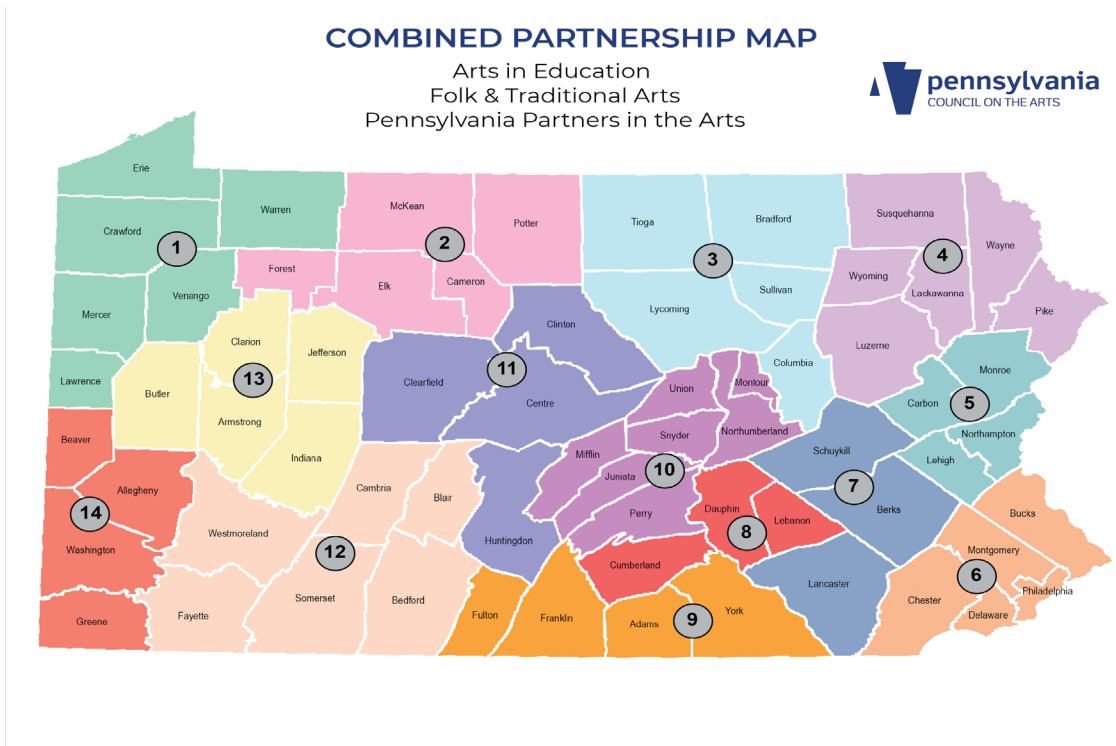 COMBINED PARTNERSHIP MAP
Arts in Education
Folk & Traditional Arts
Pennsylvania Partners in the Arts
pennsylvania
COUNCIL ON THE ARTS
Erie
Warren
McKean
Potter
Tioga
Bradford
Susquehanna
Wayne
Crawford
1
2
3
4
Forest
Elk
Cameron
Wyoming
Lackawanna
Venango
Mercer
Sullivan
Lycoming
Pike
Clinton
Clarion
Jefferson
Luzerne
Columbia
Lawrence
13
11
Clearfield
Centre
Butler
Armstrong
Union
Montour
Monroe
Carbon
5
Northampton
Lehigh
Beaver
Snyder
Northumberland
Mifflin
Indiana
Schuykill
Juniata
10
7
Allegheny
14
Washington
Cambria
Blair
Perry
Dauphin
8
Lebanon
Berks
Bucks
Westmoreland
12
Huntingdon
Cumberland
Montgomery
6
Lancaster
Chester
Philadelphia
Delaware
Greene
Fayette
Somerset
Bedford
Fulton
Franklin
Adams
9
York